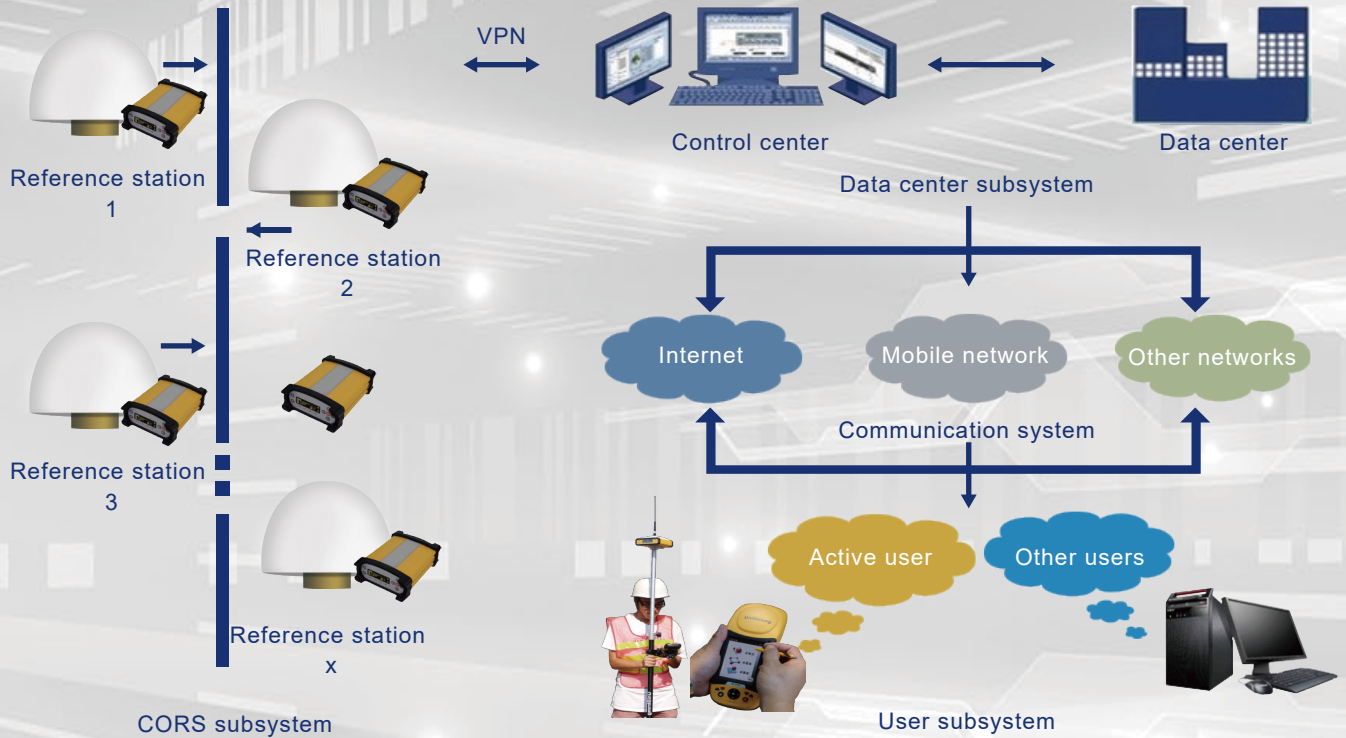 VPN
Control center
Data center
Reference station
1
Data center subsystem
Reference station
2
Internet
Mobile network
Other networks
Communication system
Reference station
3
Active user
Other users
Reference station
x
CORS subsystem
User subsystem